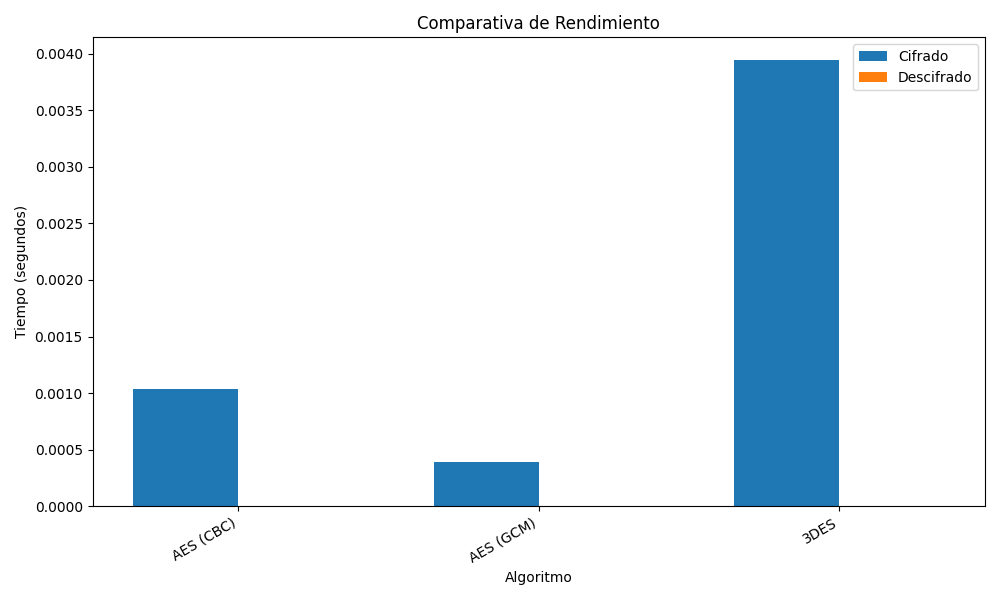 Comparativa de Rendimiento
Cifrado
Descifrado
Tiempo (segundos)
0.0040
0.0035
0.0030
0.0025
0.0020
0.0015
0.0010
0.0005
0.0000
AES (CBC)
AES (GCM)
3DES
Algoritmo